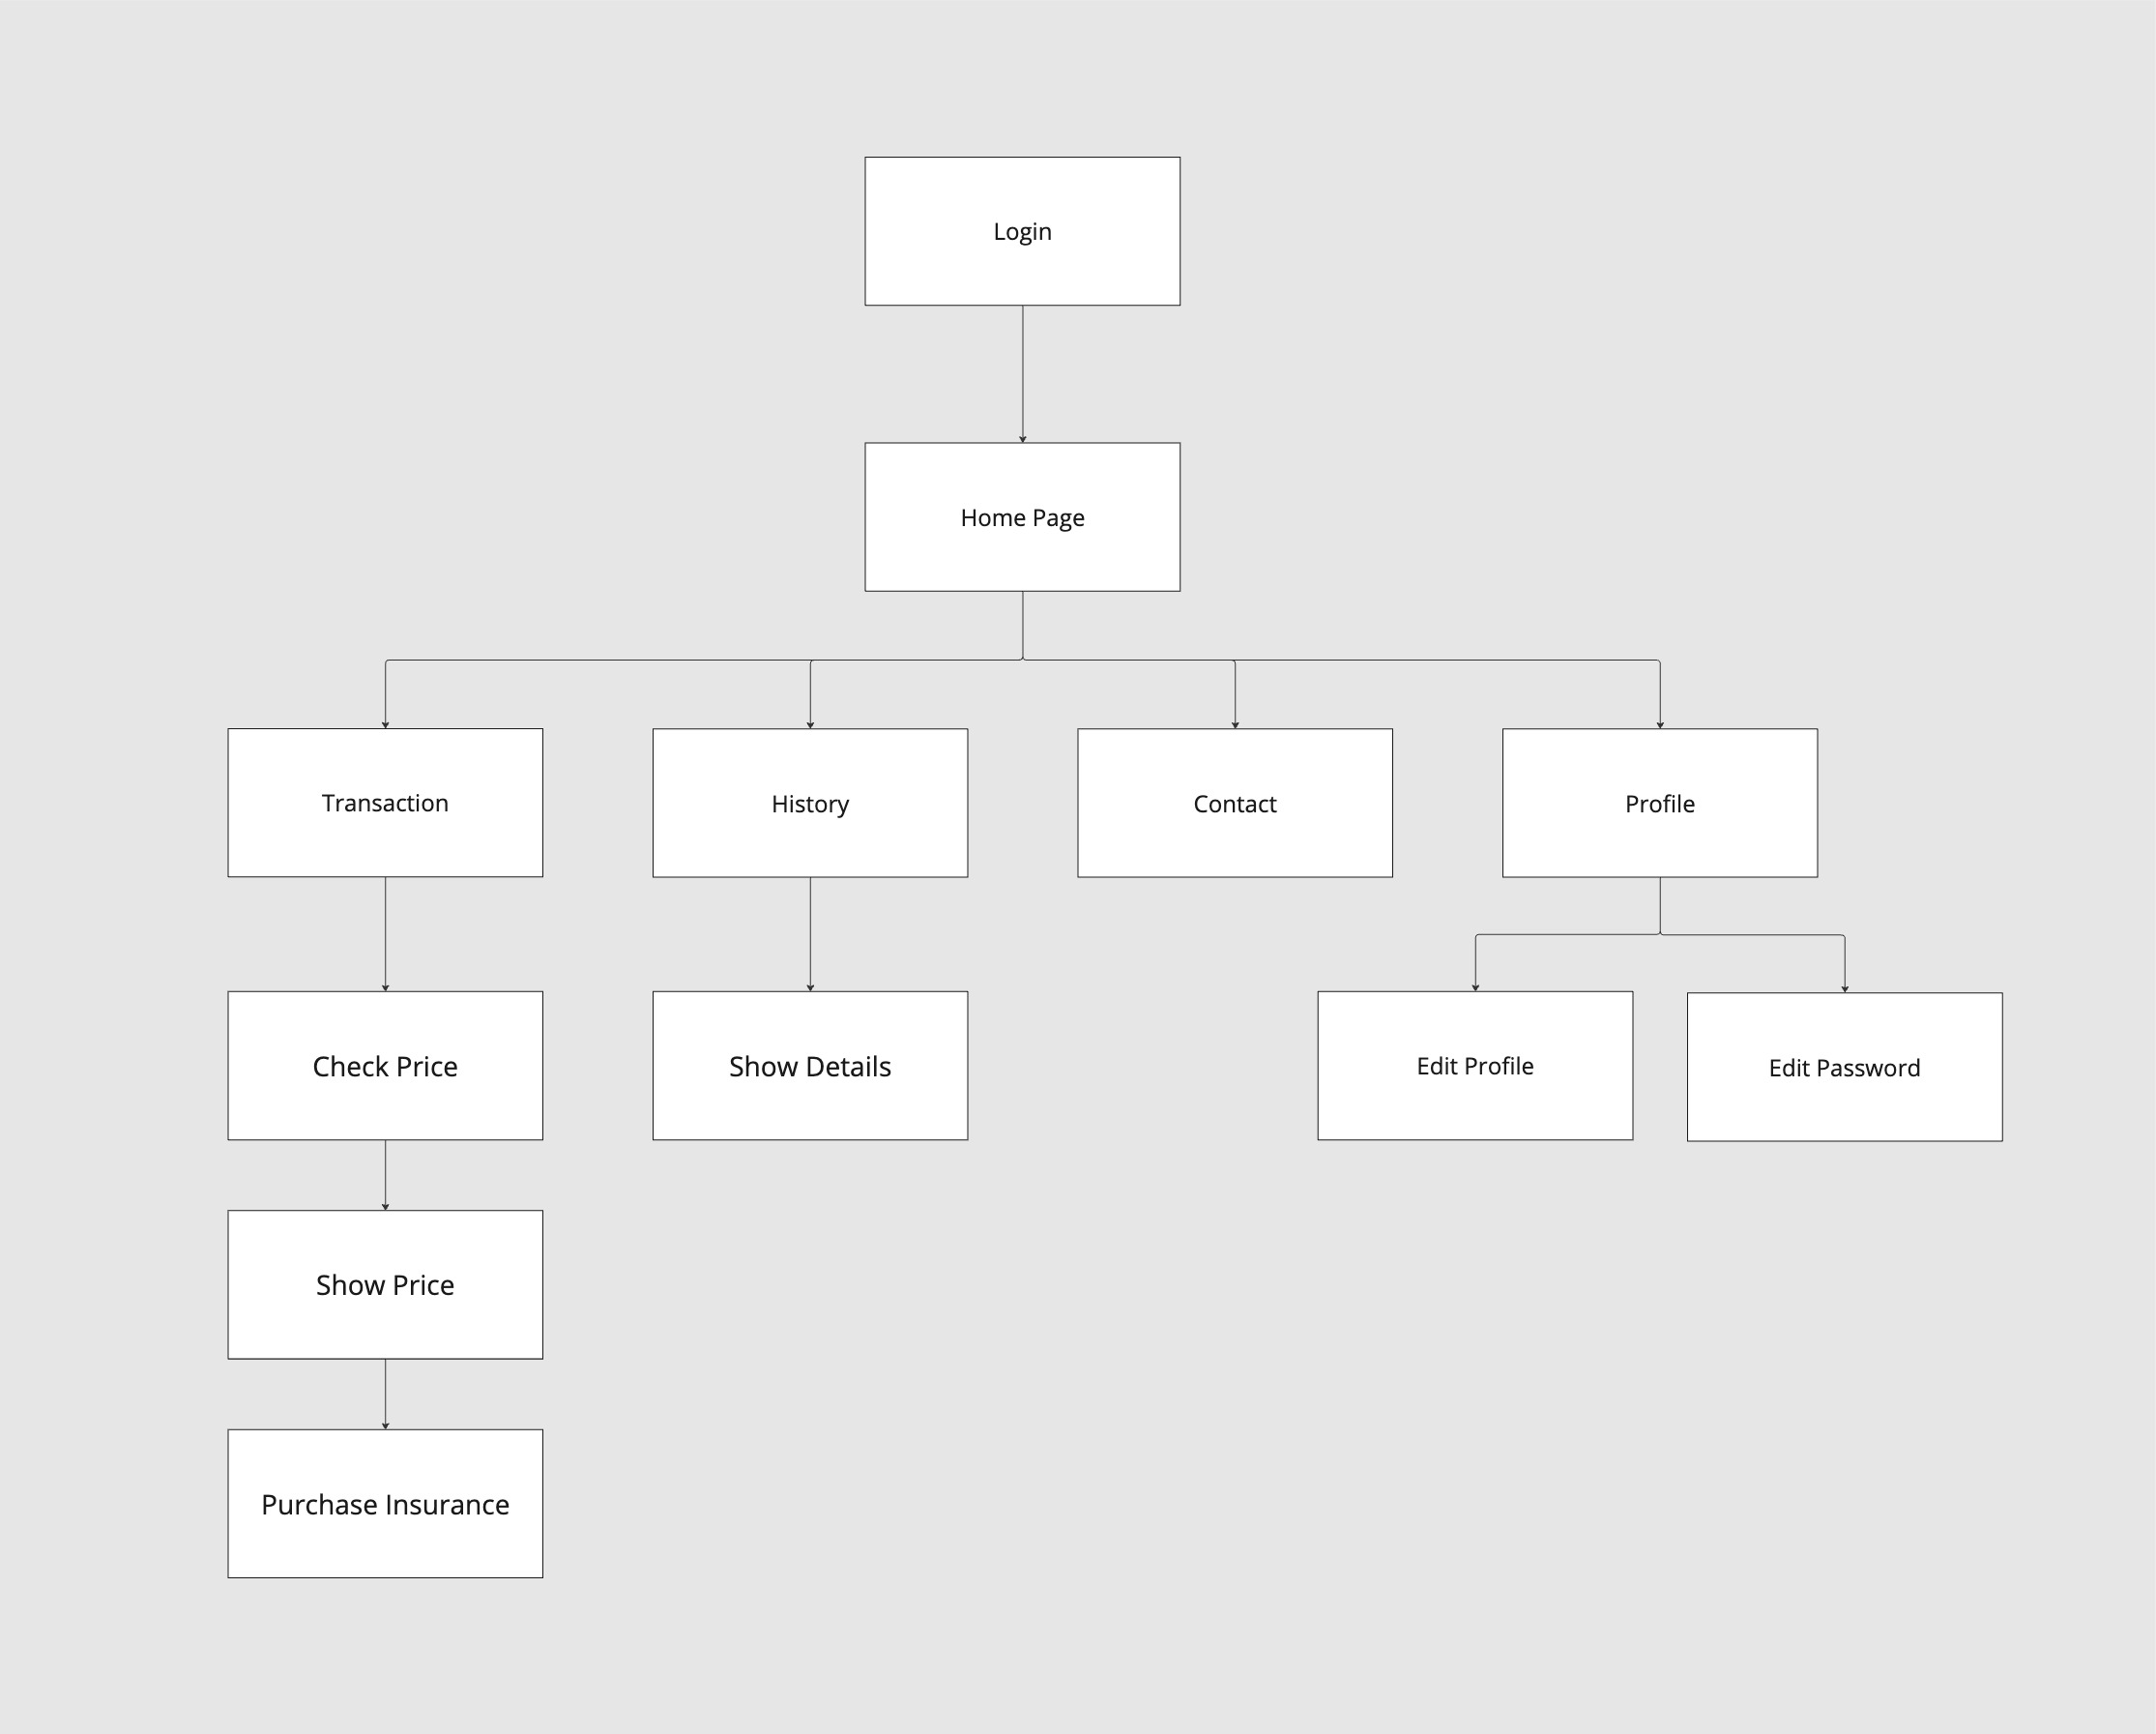 Login
Home Page
Transaction
History
Contact
Profile
Check Price
Show Details
Edit Profile
Edit Password
Show Price
Purchase Insurance